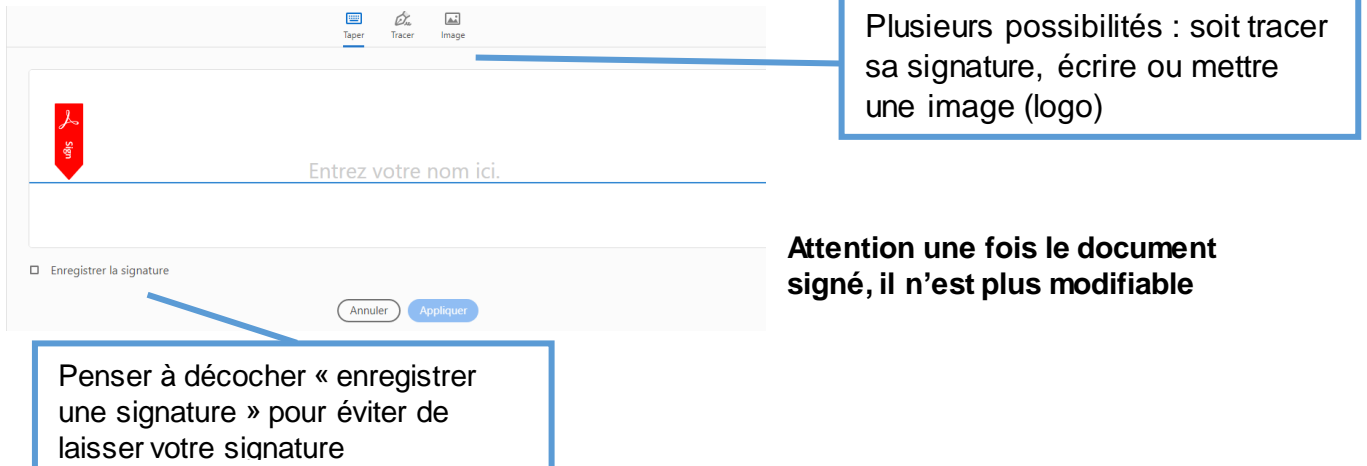 Taper Tracer Image
Plusieurs possibilités : soit tracer
sa signature, écrire ou mettre
une image (logo)
Sign
Entrez votre nom ici.
Attention une fois le document
signé, il n’est plus modifiable
Enregistrer la signature
Annuler Appliquer
Penser à décocher « enregistrer
une signature » pour éviter de
laisser votre signature